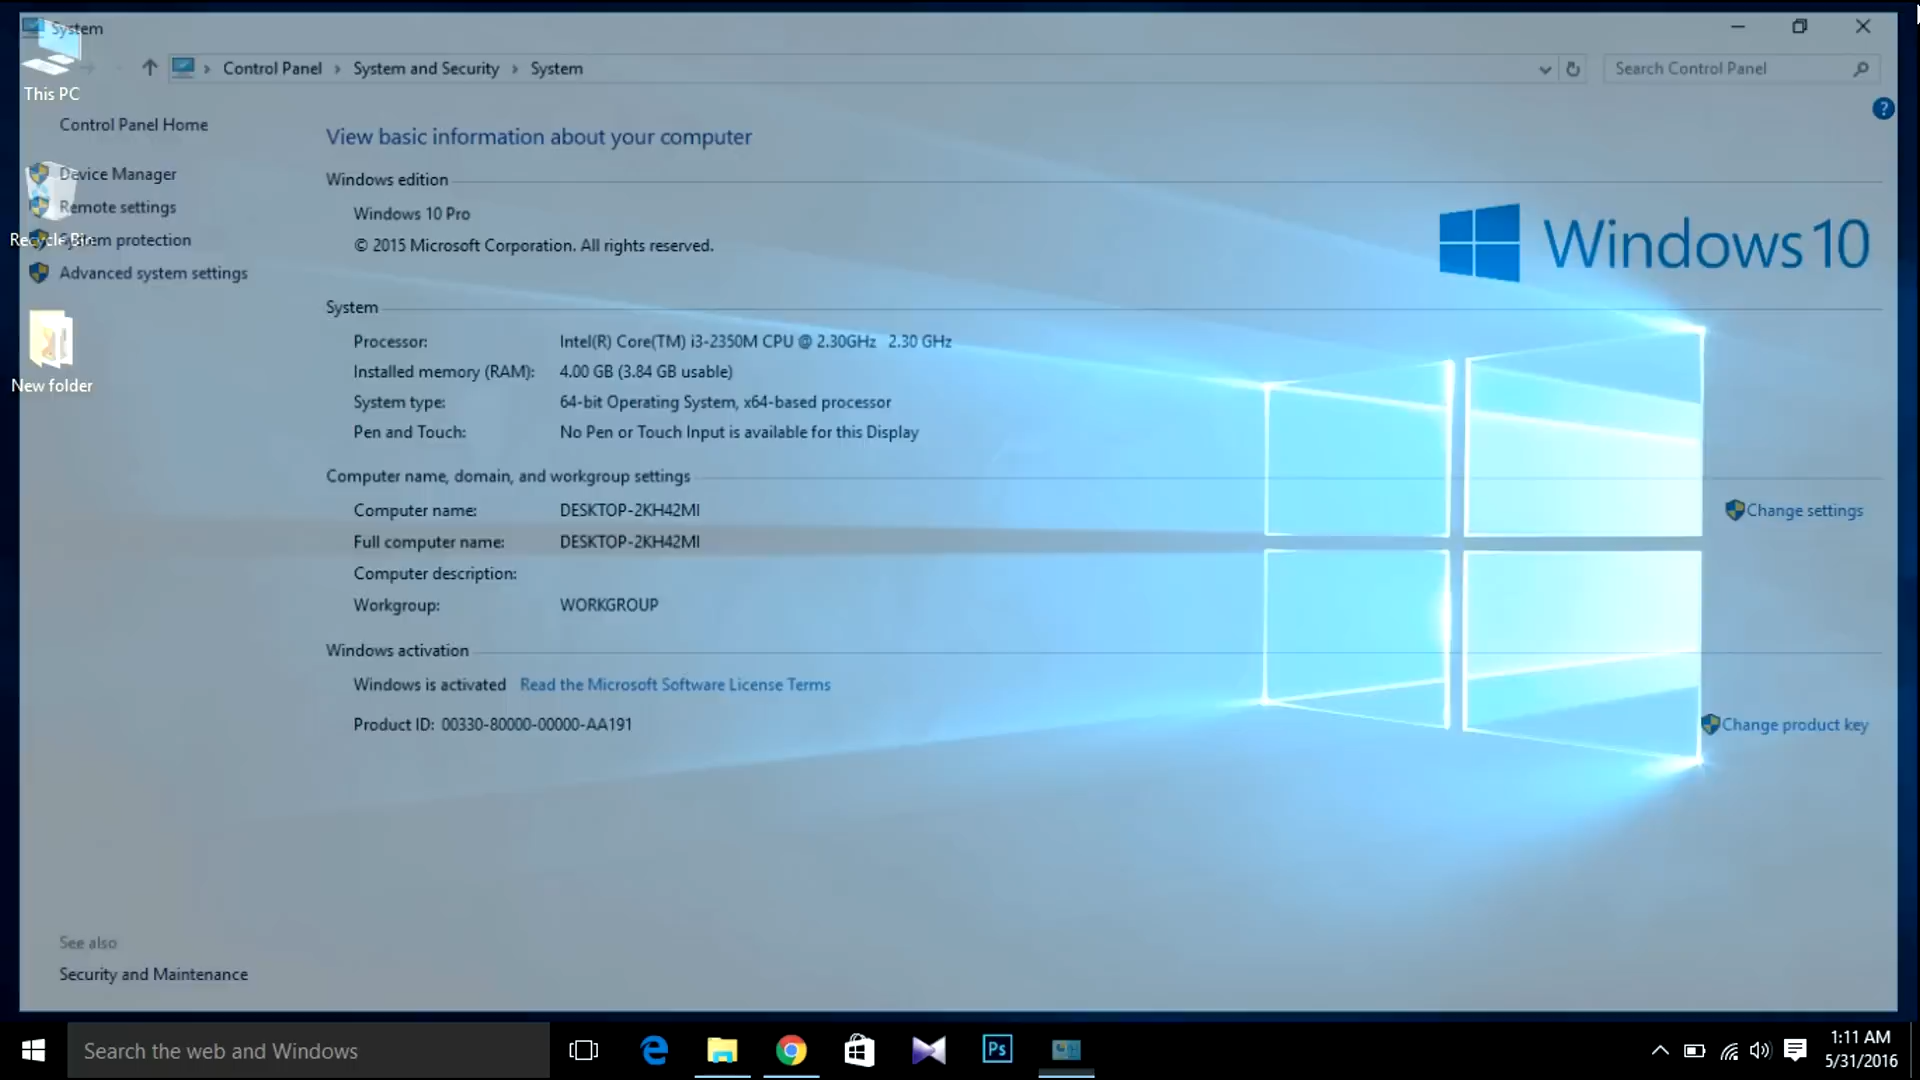 System
Control Panel
System and Security
System
Search Control Panel
This PC
Control Panel Home
Device Manager
Remote settings
System protection
Advanced system settings
Recycle Bin
New folder
View basic information about your computer
Windows edition
Windows 10 Pro
© 2015 Microsoft Corporation. All rights reserved.
Windows 10
System
Processor: Intel(R) Core(TM) i3-2350M CPU @ 2.30GHz 2.30 GHz
Installed memory (RAM): 4.00 GB (3.84 GB usable)
System type: 64-bit Operating System, x64-based processor
Pen and Touch: No Pen or Touch Input is available for this Display
Computer name, domain, and workgroup settings
Computer name: DESKTOP-2KH42MI
Change settings
Full computer name: DESKTOP-2KH42MI
Computer description:
Workgroup: WORKGROUP
Windows activation
Windows is activated Read the Microsoft Software License Terms
Product ID: 00330-80000-00000-AA191
Change product key
See also
Security and Maintenance
Search the web and Windows
Ps
1:11 AM
5/31/2016